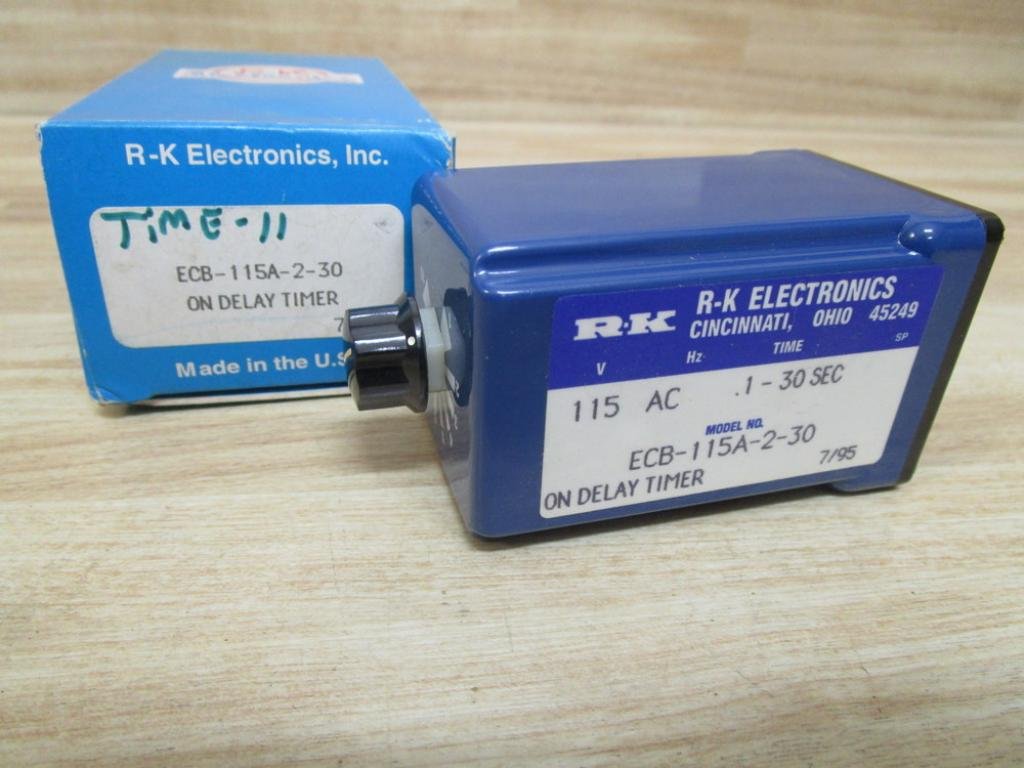 R-K Electronics, Inc.
TiME-11
ECB-115A-2-30
ON DELAY TIMER
7
Made in the U.S
R-K R-K ELECTRONICS
CINCINNATI, OHIO 45249
V Hz TIME SP
115 AC .1 - 30 SEC
MODEL NO.
ECB-115A-2-30
7/95
ON DELAY TIMER